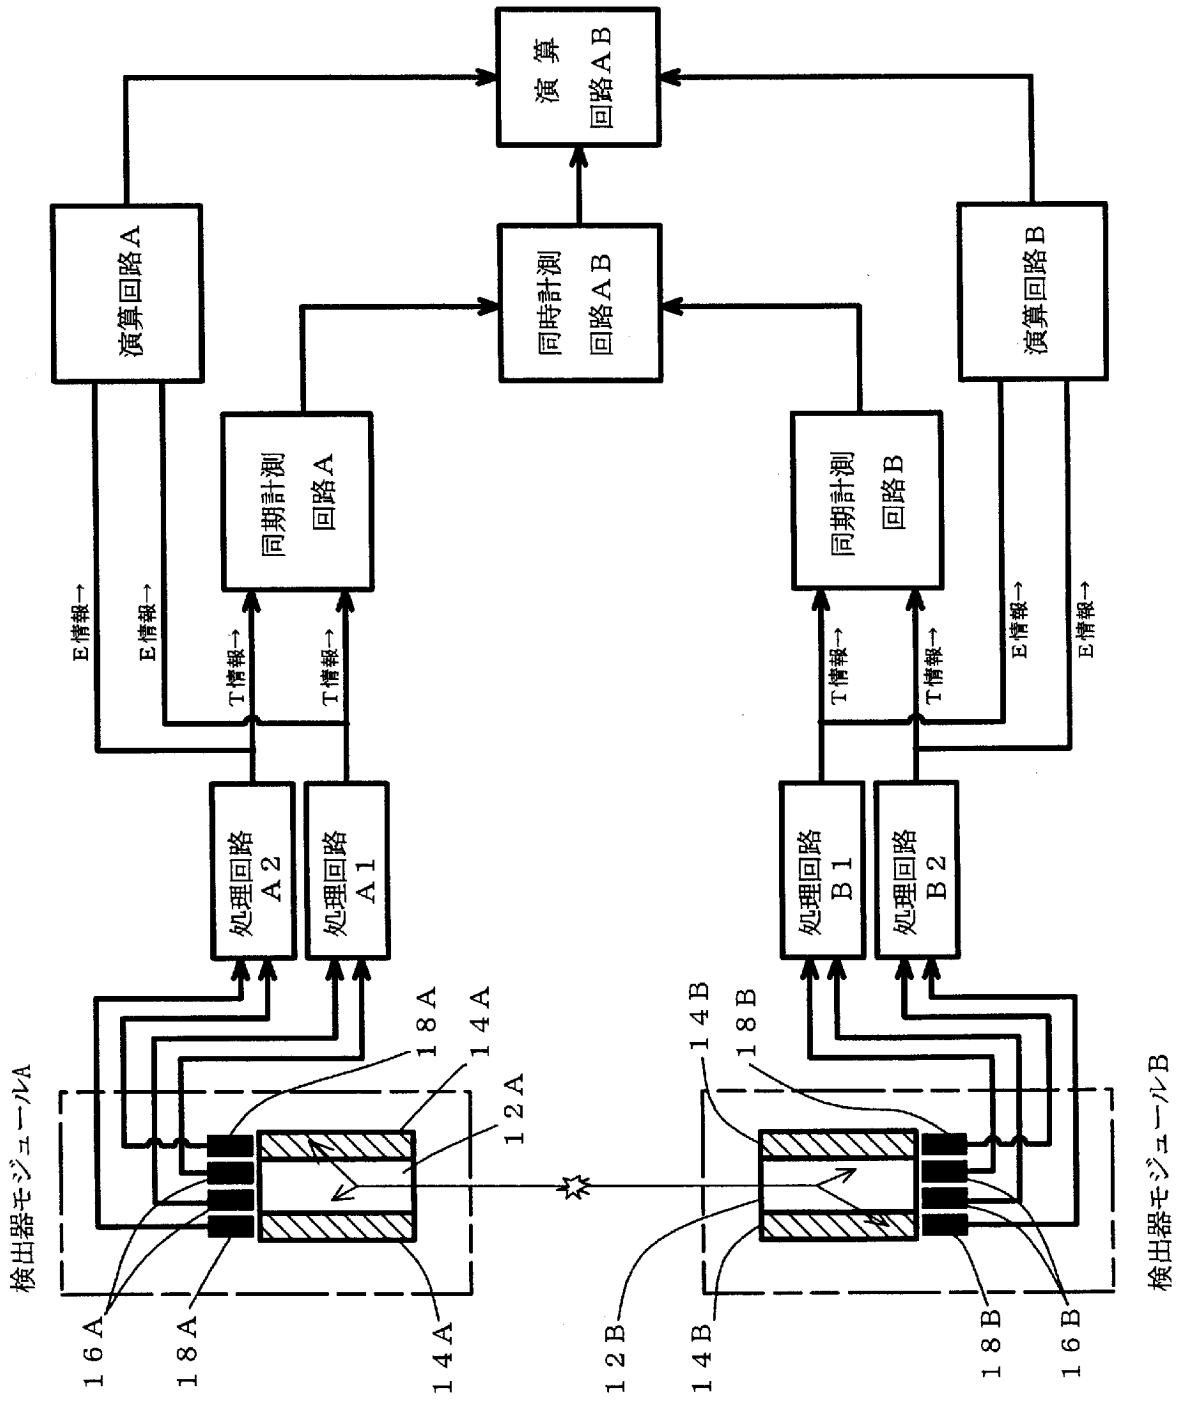 検出器モジュールA
16A
18A
14A
18A
14A
12A
処理回路
A2
処理回路
A1
E情報→
E情報→
T情報→
T情報→
同期計測
回路A
演算回路A
同時計測
回路AB
演算
回路AB
検出器モジュールB
12B
14B
18B
16B
14B
18B
処理回路
B1
処理回路
B2
T情報→
T情報→
E情報→
E情報→
同期計測
回路B
演算回路B